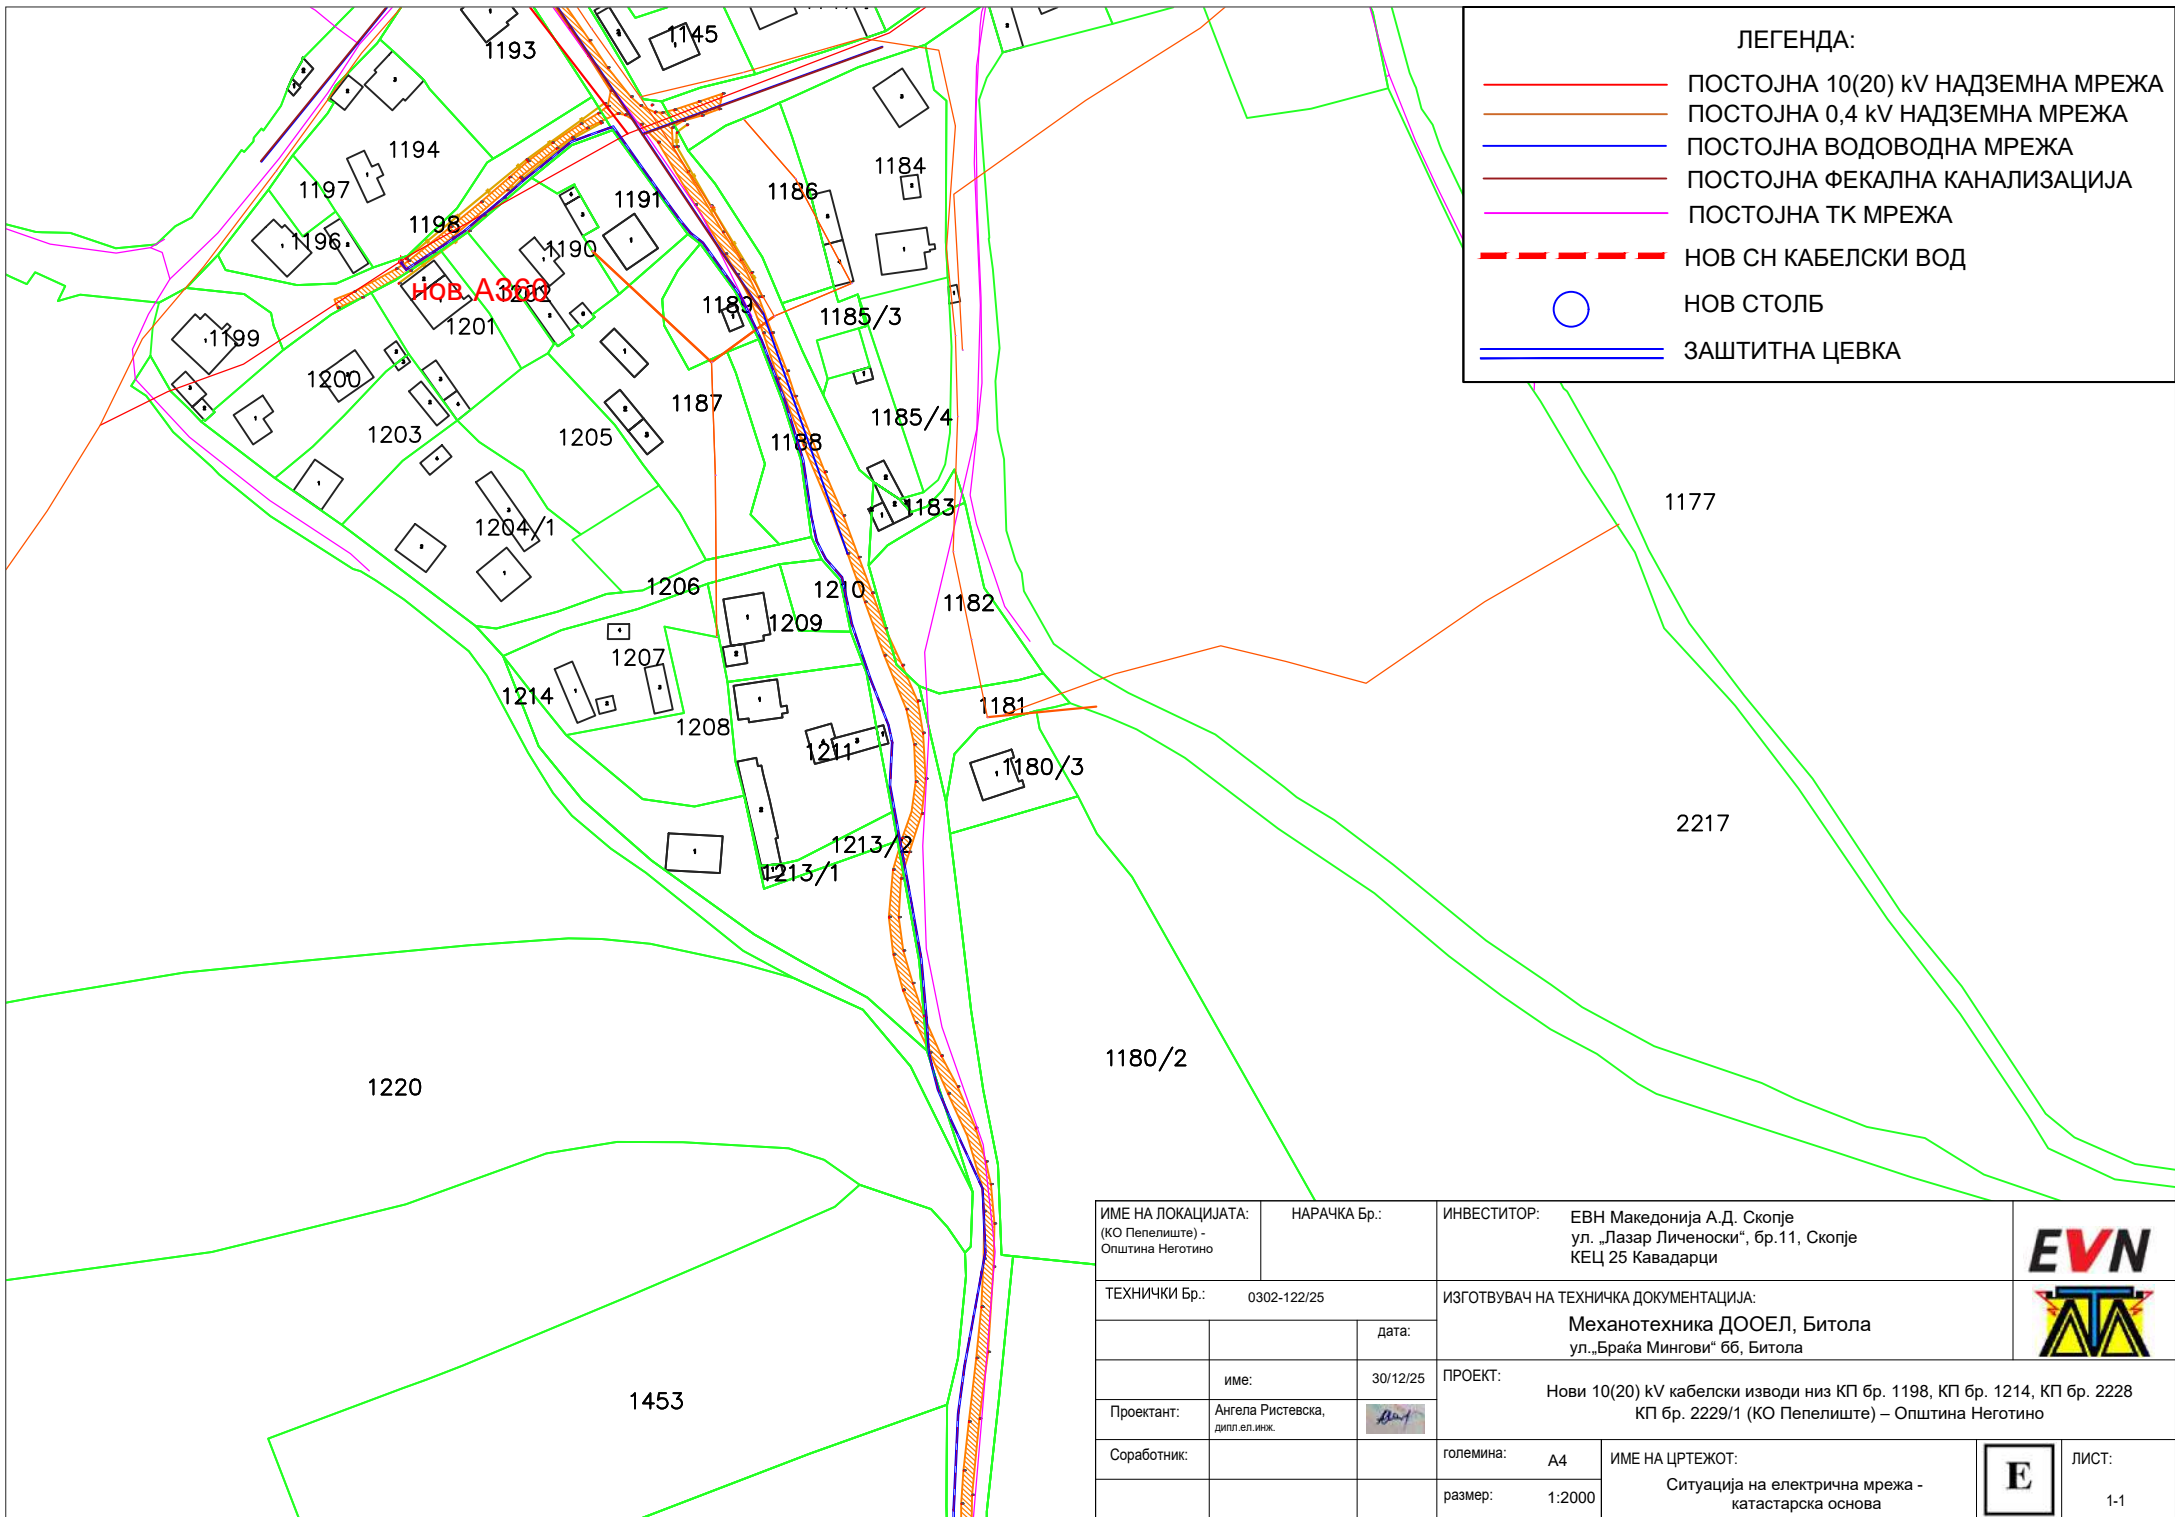 ЛЕГЕНДА:
ПОСТОЈНА 10(20) kV НАДЗЕМНА МРЕЖА
ПОСТОЈНА 0,4 kV НАДЗЕМНА МРЕЖА
ПОСТОЈНА ВОДОВОДНА МРЕЖА
ПОСТОЈНА ФЕКАЛНА КАНАЛИЗАЦИЈА
ПОСТОЈНА ТК МРЕЖА
НОВ СН КАБЕЛСКИ ВОД
НОВ СТОЛБ
ЗАШТИТНА ЦЕВКА
1193
1145
1194
1197
1198
1196
1191
1190
1186
1184
нов А360
1202
1201
1189
1185/3
1199
1200
1203
1205
1187
1188
1185/4
1183
1204/1
1177
1206
1210
1182
1209
1207
1214
1208
1181
1211
1180/3
1213/2
1213/1
2217
1180/2
1220
1453
ИМЕ НА ЛОКАЦИЈАТА:
(КО Пепелиште) -
Општина Неготино
НАРАЧКА Бр.:
ИНВЕСТИТОР:
ЕВН Македонија А.Д. Скопје
ул. „Лазар Личеноски“, бр.11, Скопје
КЕЦ 25 Кавадарци
EVN
ТЕХНИЧКИ Бр.: 0302-122/25
ИЗГОТВУВАЧ НА ТЕХНИЧКА ДОКУМЕНТАЦИЈА:
Механотехника ДООЕЛ, Битола
ул.„Браќа Мингови“ бб, Битола
дата:
име:
30/12/25
ПРОЕКТ:
Нови 10(20) kV кабелски изводи низ КП бр. 1198, КП бр. 1214, КП бр. 2228
КП бр. 2229/1 (КО Пепелиште) – Општина Неготино
Проектант:
Ангела Ристевска,
дипл.ел.инж.
Соработник:
големина: А4
размер: 1:2000
ИМЕ НА ЦРТЕЖОТ:
Ситуација на електрична мрежа -
катастарска основа
Е
ЛИСТ:
1-1